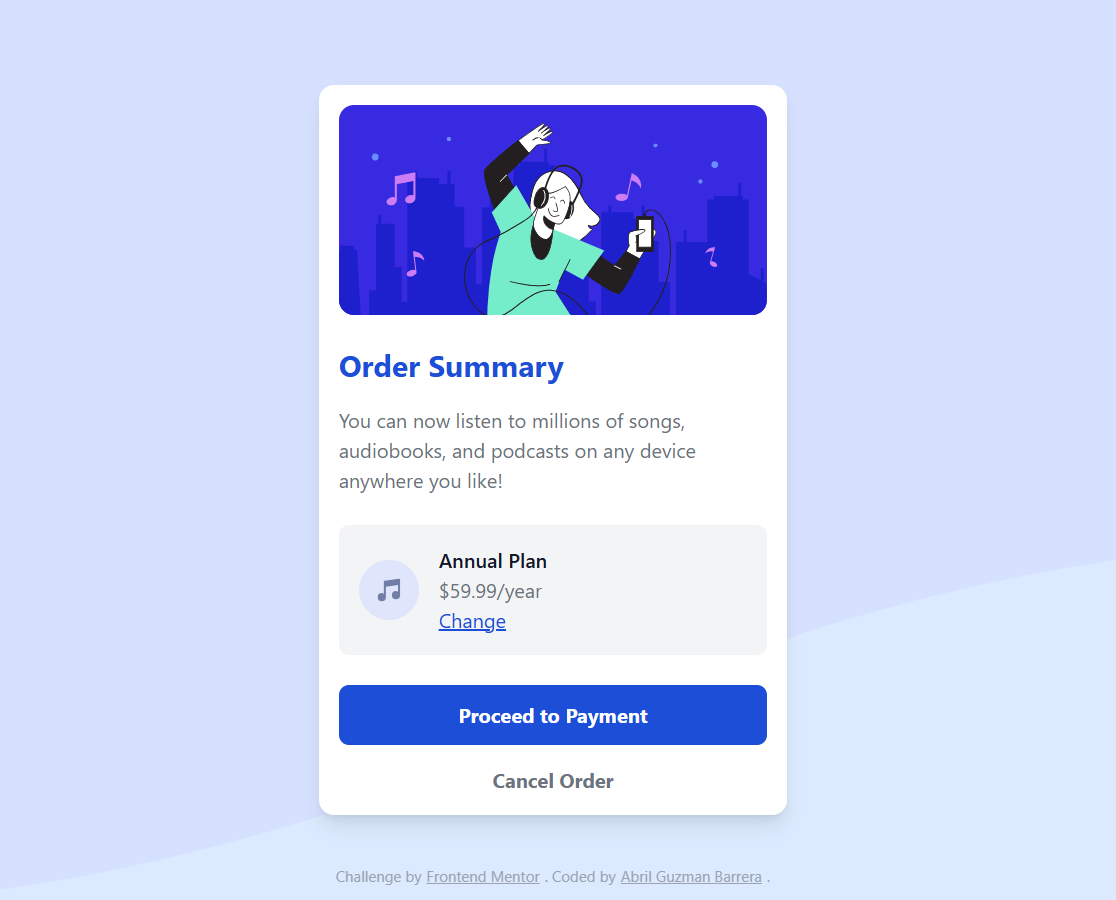 Order Summary
You can now listen to millions of songs,
audiobooks, and podcasts on any device
anywhere you like!
Annual Plan
$59.99/year
Change
Proceed to Payment
Cancel Order
Challenge by Frontend Mentor . Coded by Abril Guzman Barrera .